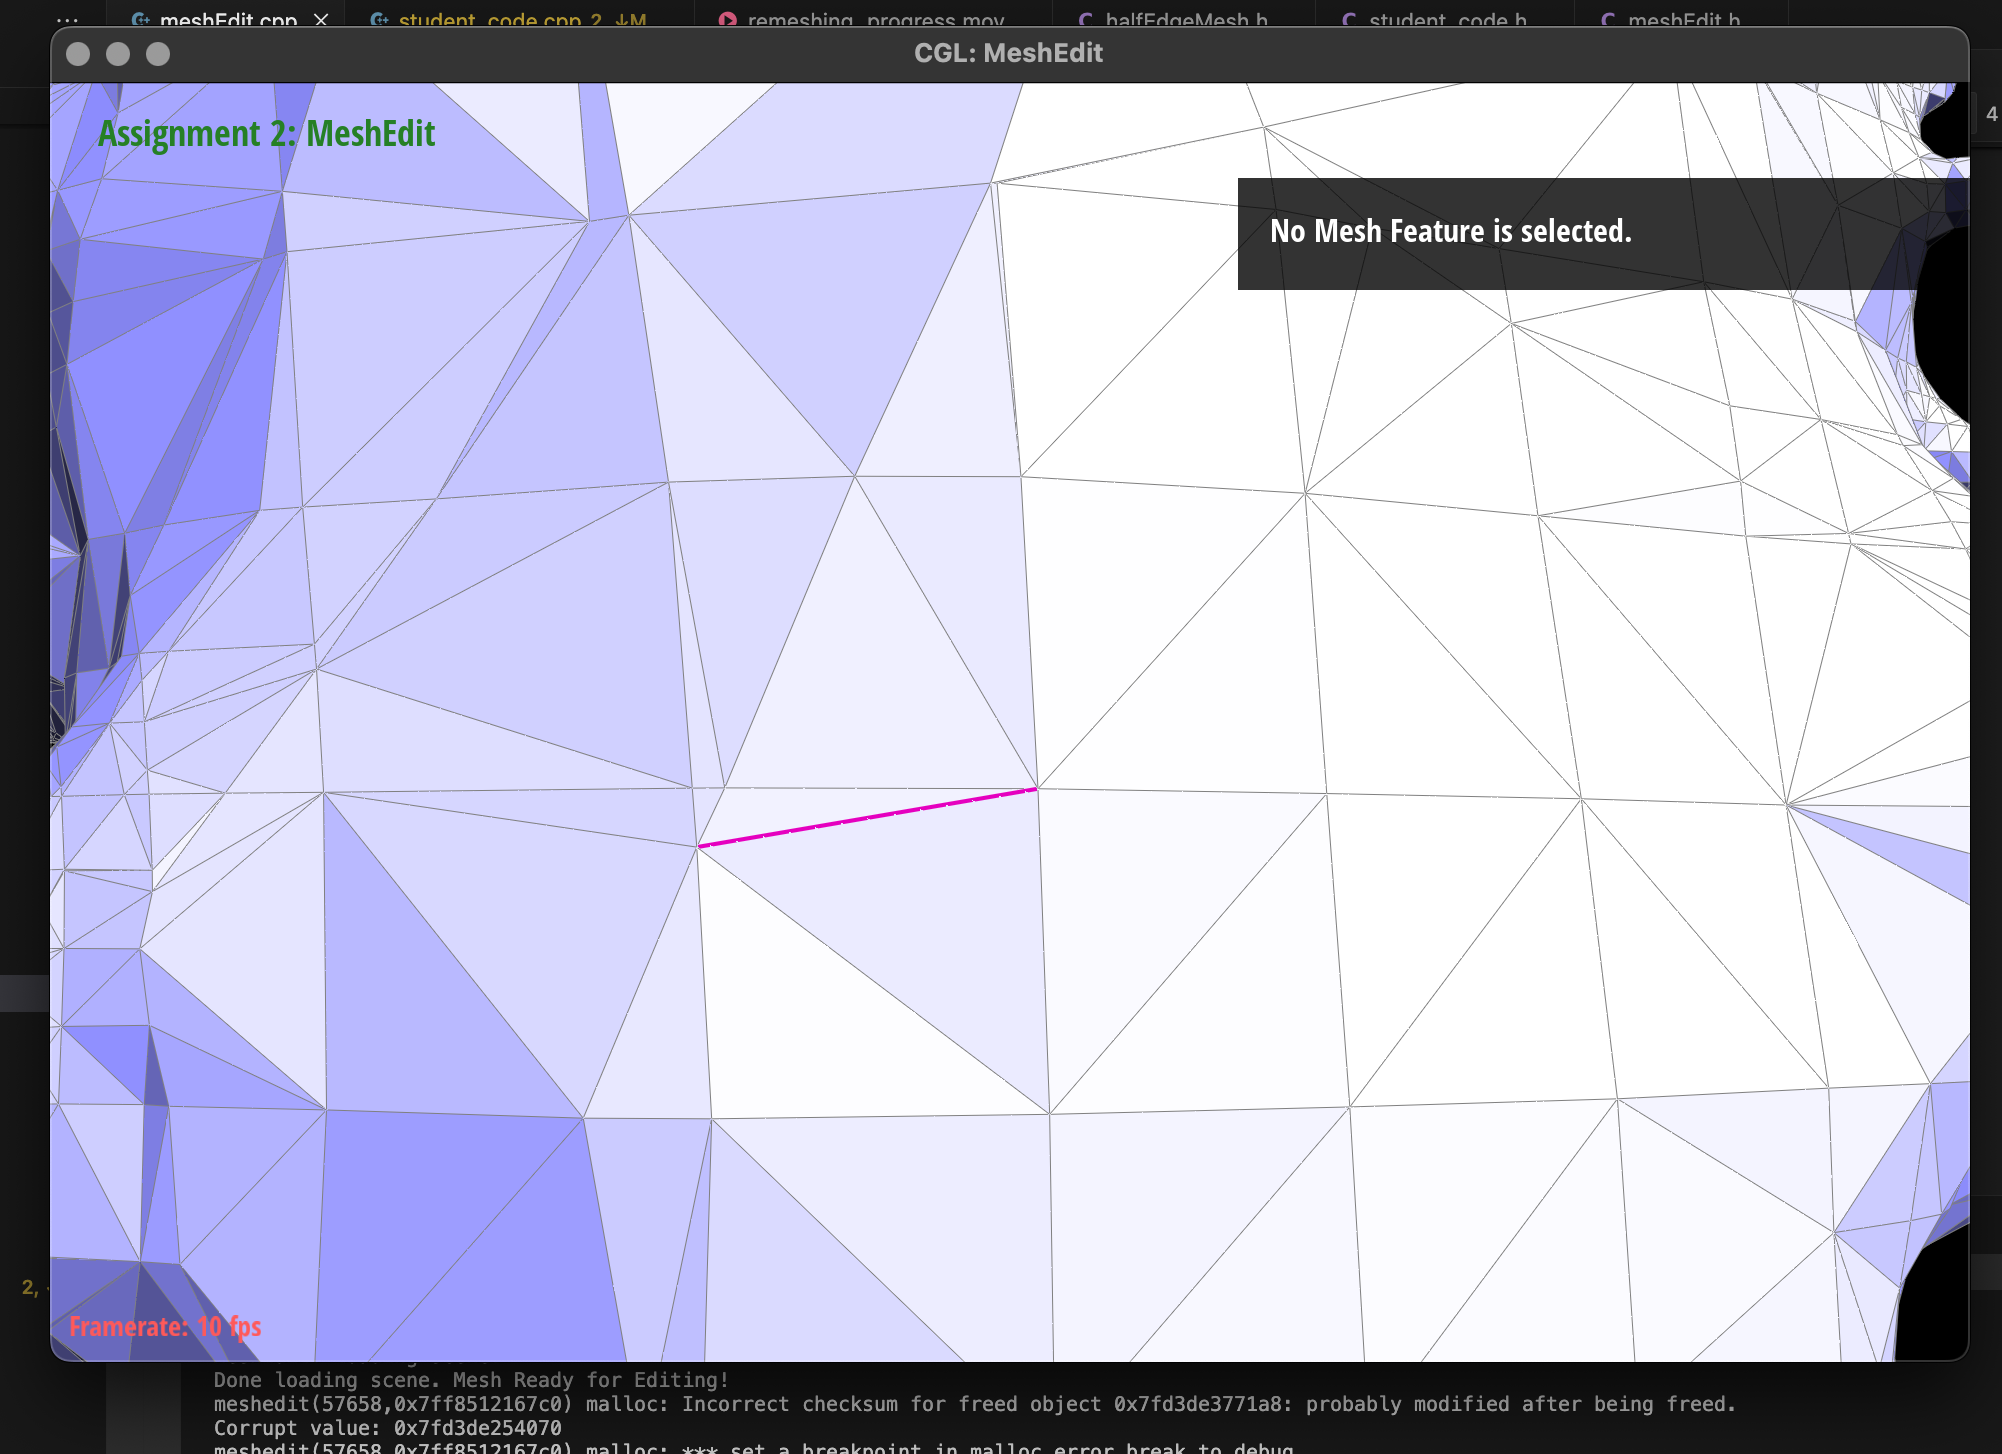 ... meshEdit.cpp × student_code.cpp 2, ↓M remeshing_progress.mov halfEdgeMesh.h student_code.h meshEdit.h
CGL: MeshEdit
4
Assignment 2: MeshEdit
No Mesh Feature is selected.
2,
Framerate: 10 fps
Done loading scene. Mesh Ready for Editing!
meshedit(57658,0x7ff8512167c0) malloc: Incorrect checksum for freed object 0x7fd3de3771a8: probably modified after being freed.
Corrupt value: 0x7fd3de254070
meshedit(57658,0x7ff8512167c0) malloc: *** set a breakpoint in malloc_error_break to debug